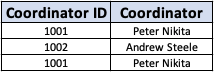 Coordinator ID Coordinator
1001 Peter Nikita
1002 Andrew Steele
1001 Peter Nikita